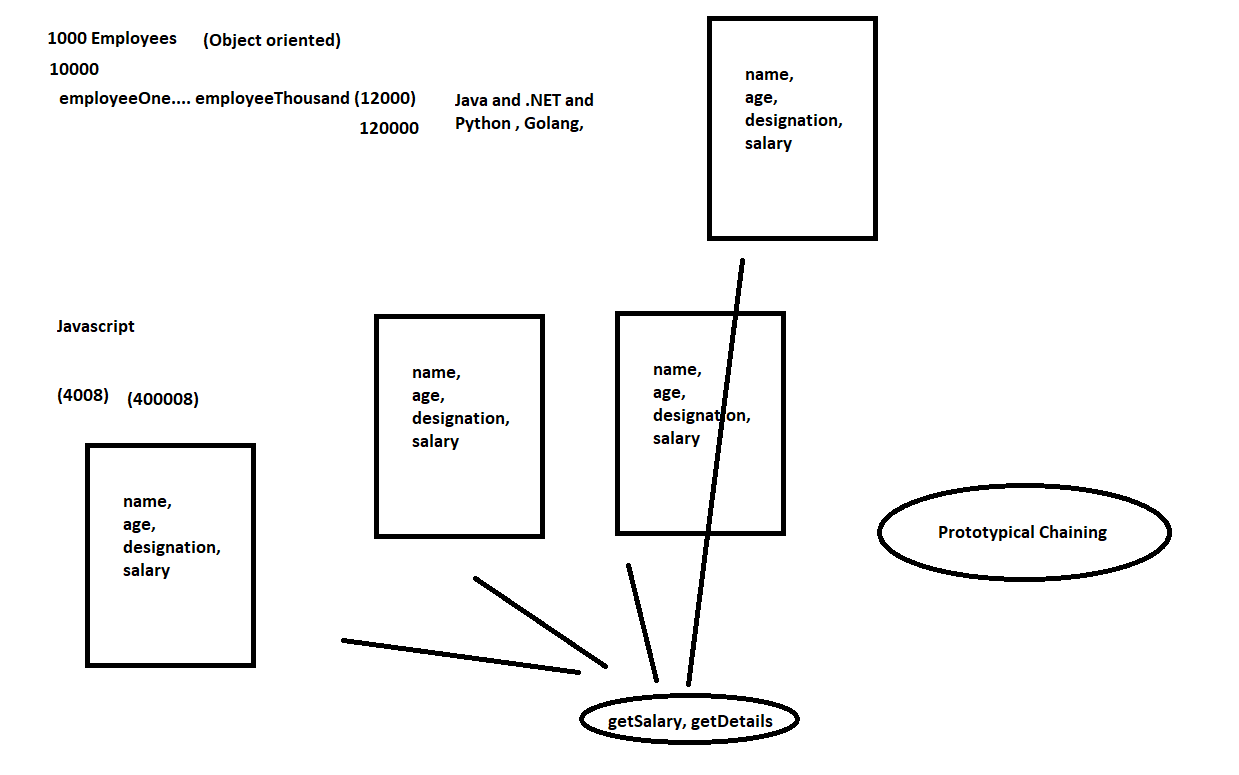 1000 Employees (Object oriented)
10000
employeeOne.... employeeThousand (12000)
120000
Java and .NET and
Python , Golang,
name,
age,
designation,
salary
Javascript
(4008) (400008)
name,
age,
designation,
salary
name,
age,
designation,
salary
name,
age,
designation,
salary
Prototypical Chaining
getSalary, getDetails